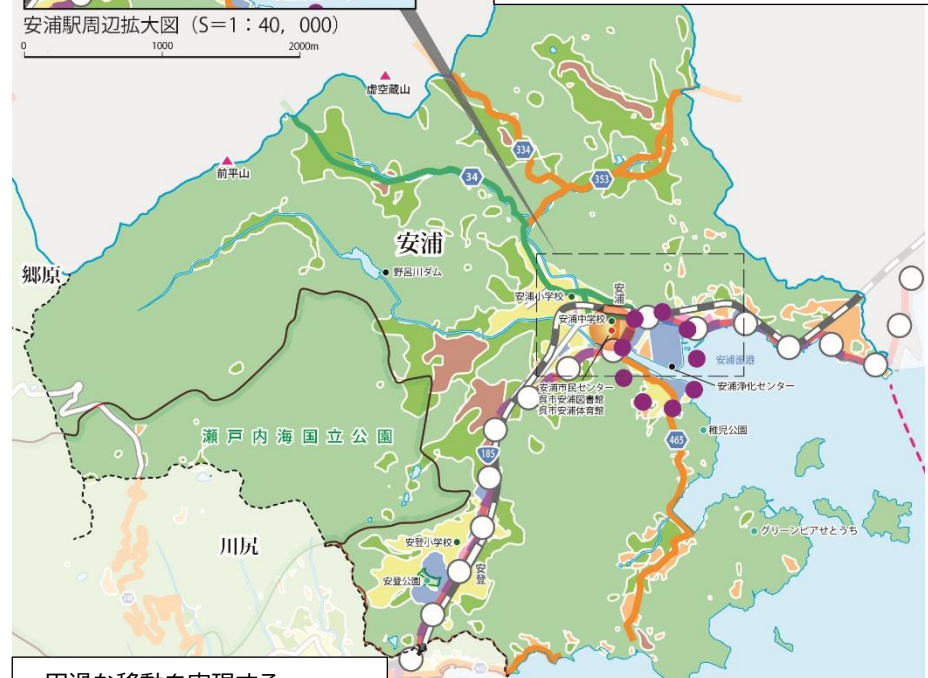 安浦駅周辺拡大図（S＝1：40，000）
0 1000 2000m
虚空蔵山
334
前平山
34
353
安浦
郷原
野呂川ダム
安浦小学校
安浦
安浦中学校
安浦漁港
安浦市民センター
呉市安浦図書館
呉市安浦体育館
安浦浄化センター
瀬戸内海国立公園
稚児公園
465
185
グリーンピアせとうち
川尻
安登小学校
安登
安登公園
円滑な移動を実現する